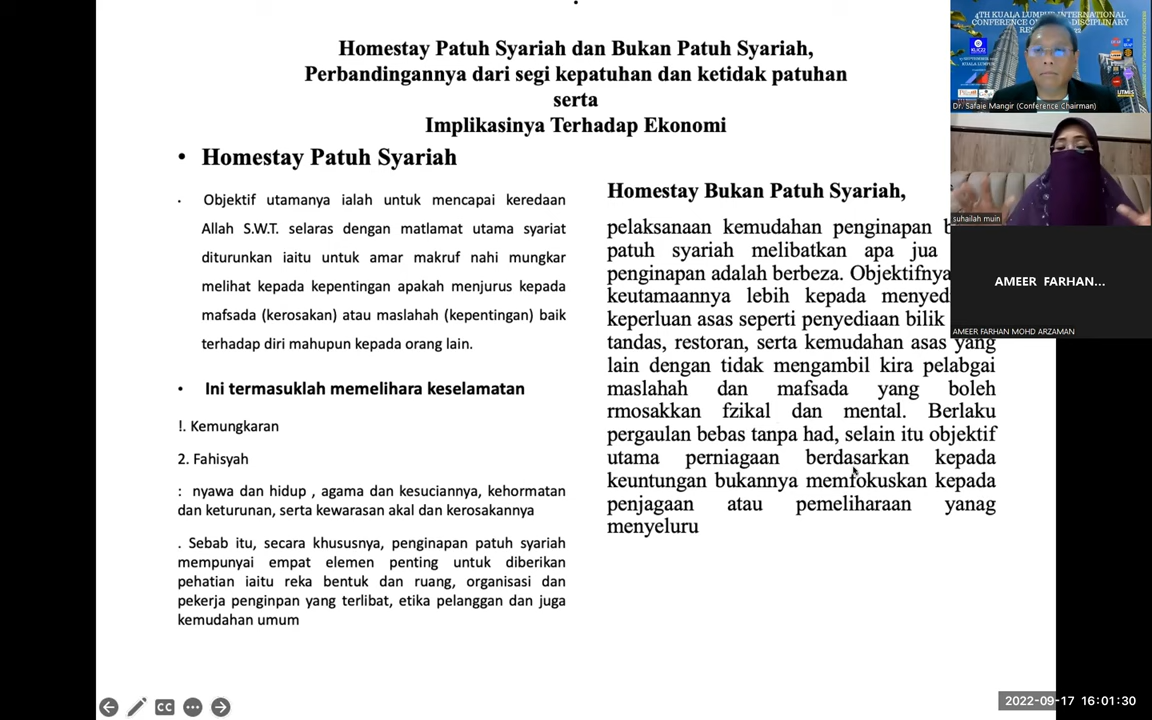 Homestay Patuh Syariah dan Bukan Patuh Syariah,
Perbandingannya dari segi kepatuhan dan ketidak patuhan
serta
Implikasinya Terhadap Ekonomi
• Homestay Patuh Syariah
• Objektif utamanya ialah untuk mencapai keredaan
Allah S.W.T. selaras dengan matlamat utama syariat
diturunkan iaitu untuk amar makruf nahi mungkar
melihat kepada kepentingan apakah menjurus kepada
mafsada (kerosakan) atau maslahah (kepentingan) baik
terhadap diri mahupun kepada orang lain.
• Ini termasuklah memelihara keselamatan
!. Kemungkaran
2. Fahisyah
: nyawa dan hidup , agama dan kesuciannya, kehormatan
dan keturunan, serta kewarasan akal dan kerosakannya
. Sebab itu, secara khususnya, penginapan patuh syariah
mempunyai empat elemen penting untuk diberikan
pehatian iaitu reka bentuk dan ruang, organisasi dan
pekerja penginpan yang terlibat, etika pelanggan dan juga
kemudahan umum
Homestay Bukan Patuh Syariah,
pelaksanaan kemudahan penginapan
patuh syariah melibatkan apa jua
penginapan adalah berbeza. Objektifnya
keutamaannya lebih kepada
keperluan asas seperti penyediaan bilik
tandas, restoran, serta kemudahan asas yang
lain dengan tidak mengambil kira pelabgai
maslahah dan mafsada yang boleh
rmosakkan fzikal dan mental. Berlaku
pergaulan bebas tanpa had, selain itu objektif
utama perniagaan berdasarkan kepada
keuntungan bukannya memfokuskan kepada
penjagaan atau pemeliharaan yanag
menyeluru
4TH KUALA LUMPUR INTERNATIONAL
CONFERENCE ON
Dr. Safaie Mangir (Conference Chairman)
suhailah muin
AMEER FARHAN...
AMEER FARHAN MOHD ARZAMAN
CC
2022-09-17 16:01:30